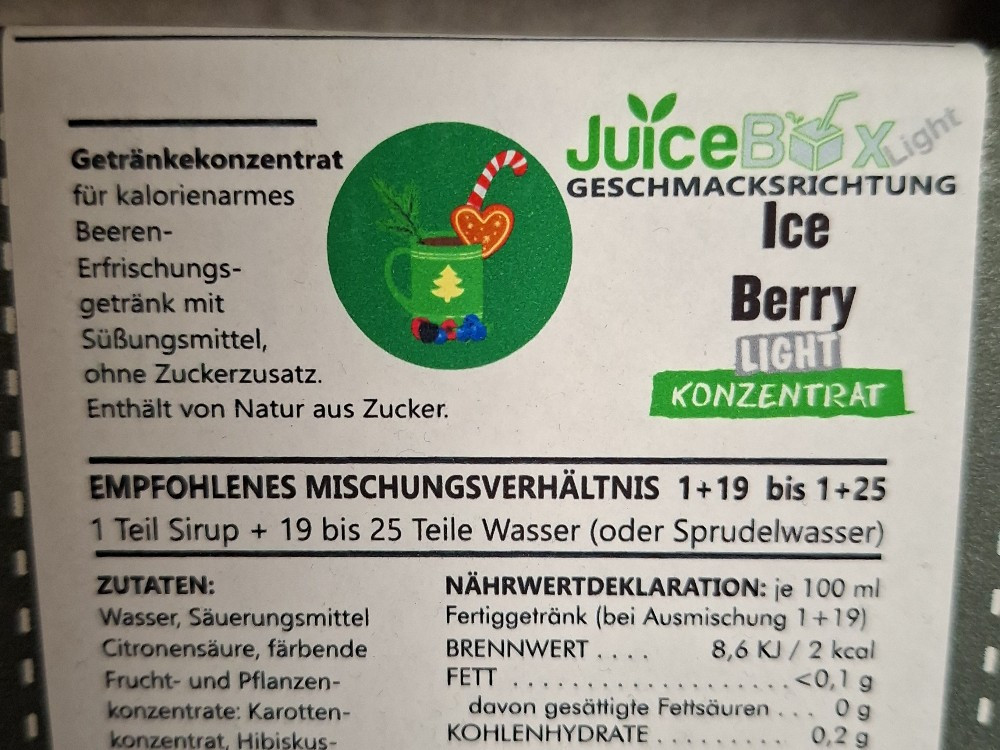 Getränkekonzentrat
für kalorienarmes
Beeren-
Erfrischungs-
getränk mit
Süßungsmittel,
ohne Zuckerzusatz.
Enthält von Natur aus Zucker.
JuiceBox Light
GESCHMACKSRICHTUNG
Ice
Berry
LIGHT
KONZENTRAT
EMPFOHLENES MISCHUNGSVERHÄLTNIS 1+19 bis 1+25
1 Teil Sirup + 19 bis 25 Teile Wasser (oder Sprudelwasser)
ZUTATEN:
Wasser, Säuerungsmittel
Citronensäure, färbende
Frucht- und Pflanzen-
konzentrate: Karotten-
konzentrat, Hibiskus-
NÄHRWERTDEKLARATION: je 100 ml
Fertiggetränk (bei Ausmischung 1+19)
BRENNWERT . . . . 8,6 KJ / 2 kcal
FETT . . . . . . . . . . . . . . . . . . . . <0,1 g
davon gesättigte Fettsäuren . . . 0 g
KOHLENHYDRATE . . . . . . . . . . 0,2 g